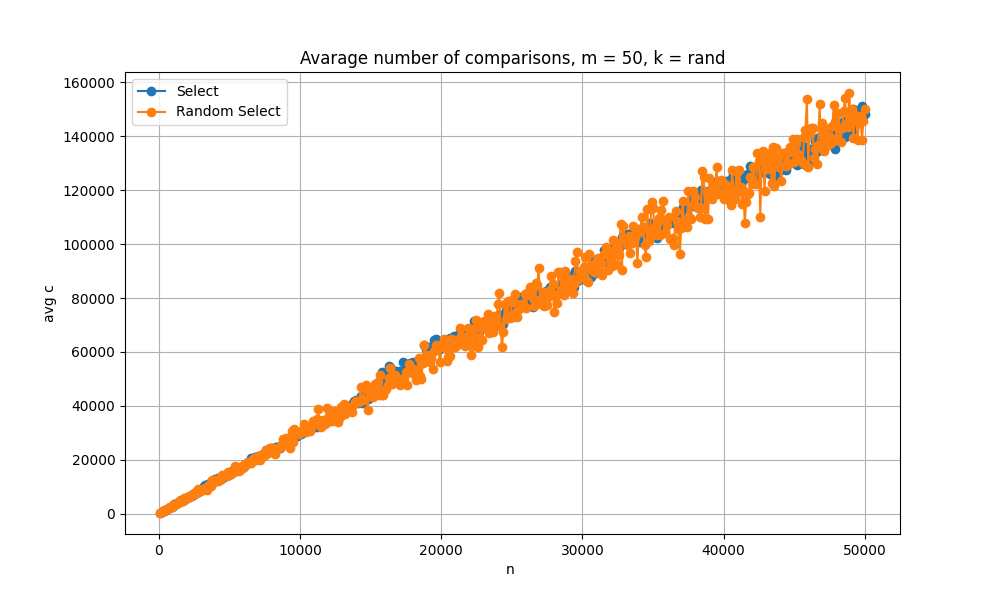 Avarage number of comparisons, m = 50, k = rand
Select
Random Select
avg c
160000
140000
120000
100000
80000
60000
40000
20000
0
0 10000 20000 30000 40000 50000
n